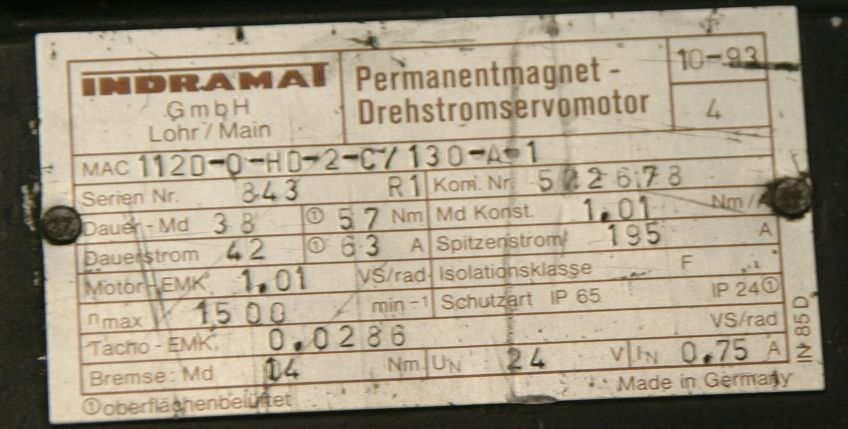 INDRAMAT
GmbH
Lohr / Main
Permanentmagnet -
Drehstromservomotor
10-93
4
MAC 112D-0-HD-2-C/130-A-1
Serien Nr. 843 R1 Kom. Nr. 522678
Dauer - Md 38 ① 57 Nm Md Konst. 1,01 Nm/A
Dauerstrom 42 ① 63 A Spitzenstrom 195 A
Motor-EMK 1,01 VS/rad Isolationsklasse F
nmax 1500 min-1 Schutzart IP 65 IP 24①
Tacho - EMK 0.0286 VS/rad
Bremse: Md 14 Nm UN 24 V IN 0.75 A
①oberflächenbelüftet Made in Germany
IN 85 D